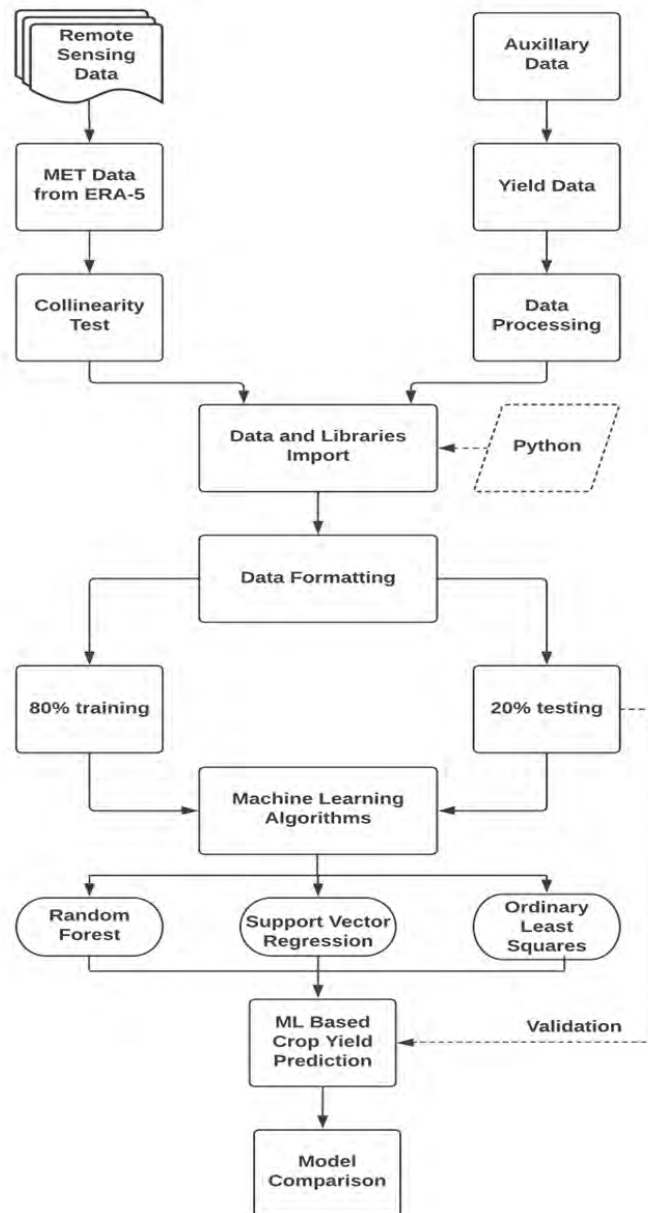 Remote
Sensing
Data
Auxillary
Data
MET Data
from ERA-5
Yield Data
Collinearity
Test
Data
Processing
Data and Libraries
Import
Python
Data Formatting
80% training
20% testing
Machine Learning
Algorithms
Random
Forest
Support Vector
Regression
Ordinary
Least
Squares
ML Based
Crop Yield
Prediction
Validation
Model
Comparison